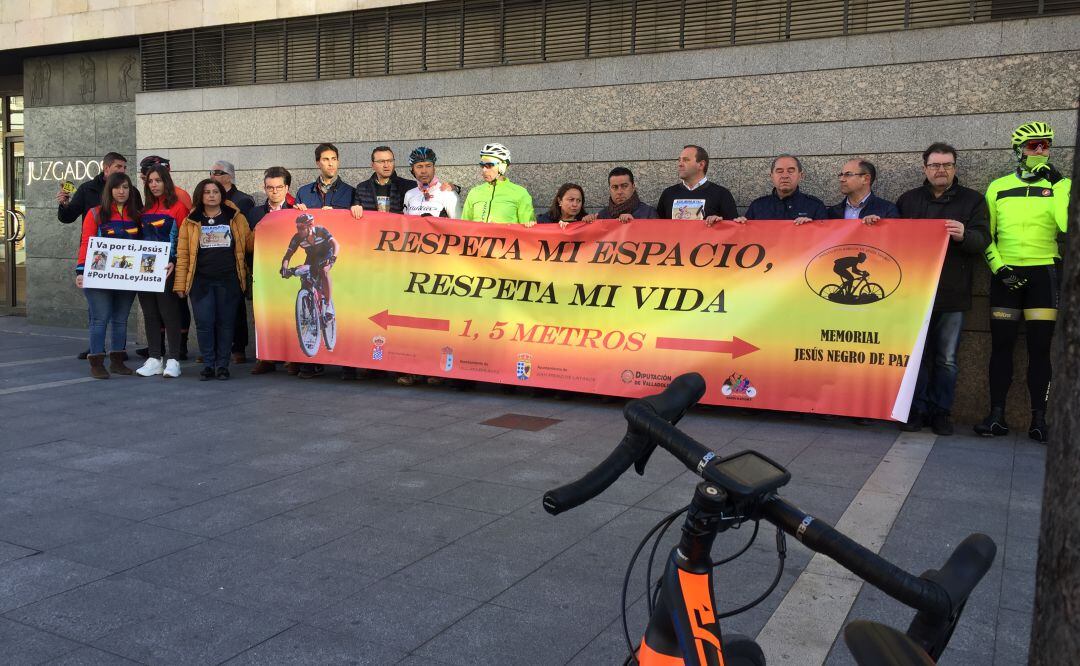 JUZGADOS
¡ Va por ti, Jesús !
#PorUnaLeyJusta
RESPETA MI ESPACIO,
RESPETA MI VIDA
1, 5 METROS
MEMORIAL
JESÚS NEGRO DE PAZ
DIPUTACIÓN
DE VALLADOLID